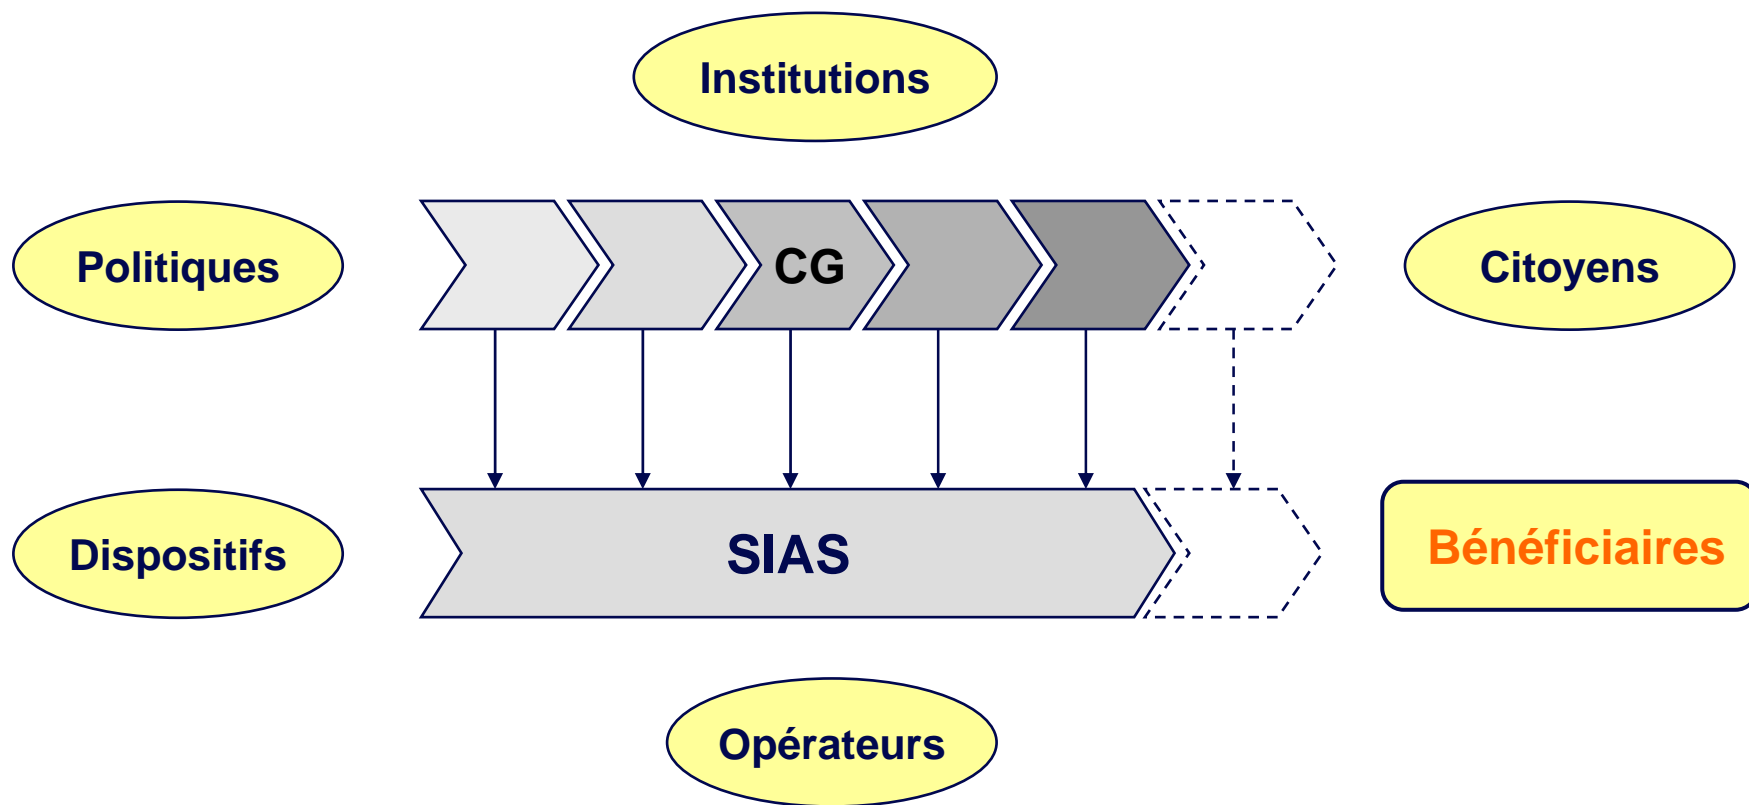 Institutions
Politiques
CG
Citoyens
Dispositifs
SIAS
Bénéficiaires
Opérateurs